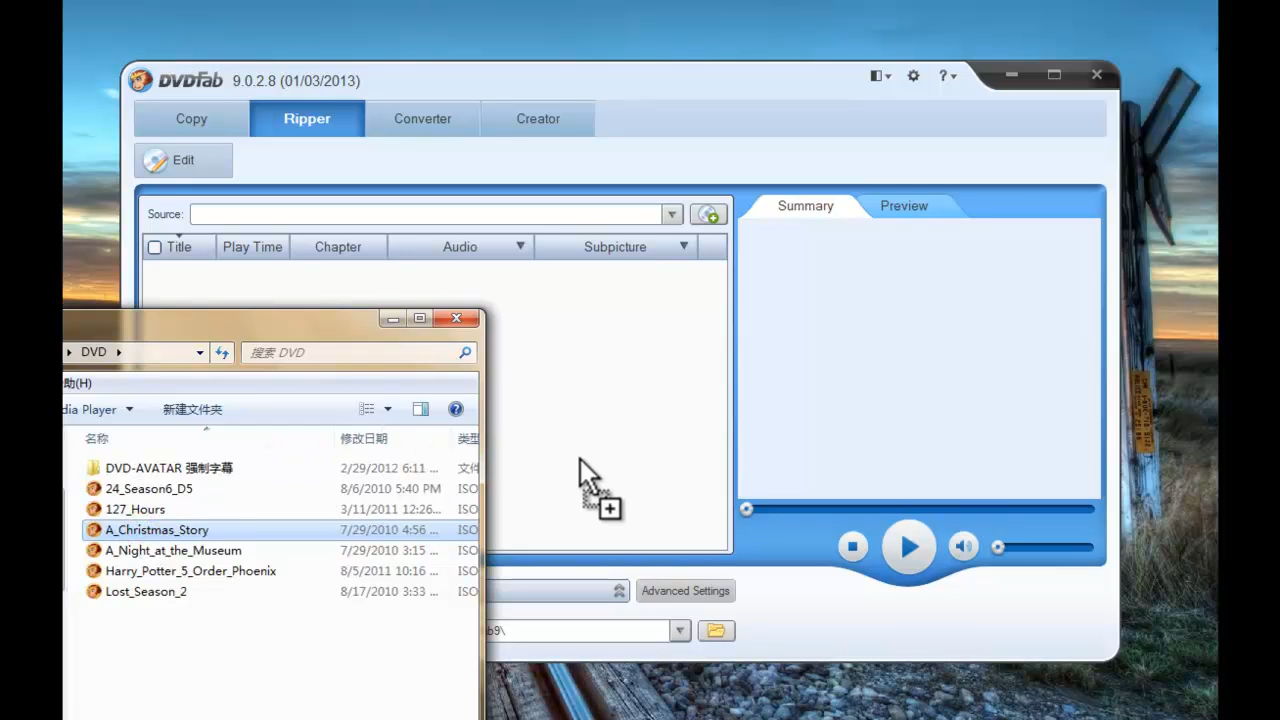 DVDFab 9.0.2.8 (01/03/2013)
?
Copy
Ripper
Converter
Creator
Edit
Source:
Summary
Preview
Title
Play Time
Chapter
Audio
Subpicture
DVD
搜索 DVD
助(H)
dia Player
新建文件夹
名称
修改日期
类型
DVD-AVATAR 强制字幕
2/29/2012 6:11 ...
文件
24_Season6_D5
8/6/2010 5:40 PM
ISO
127_Hours
3/11/2011 12:26...
ISO
A_Christmas_Story
7/29/2010 4:56 ...
ISO
A_Night_at_the_Museum
7/29/2010 3:15 ...
ISO
Harry_Potter_5_Order_Phoenix
8/5/2011 10:16 ...
ISO
Lost_Season_2
8/17/2010 3:33 ...
ISO
Advanced Settings
b9\